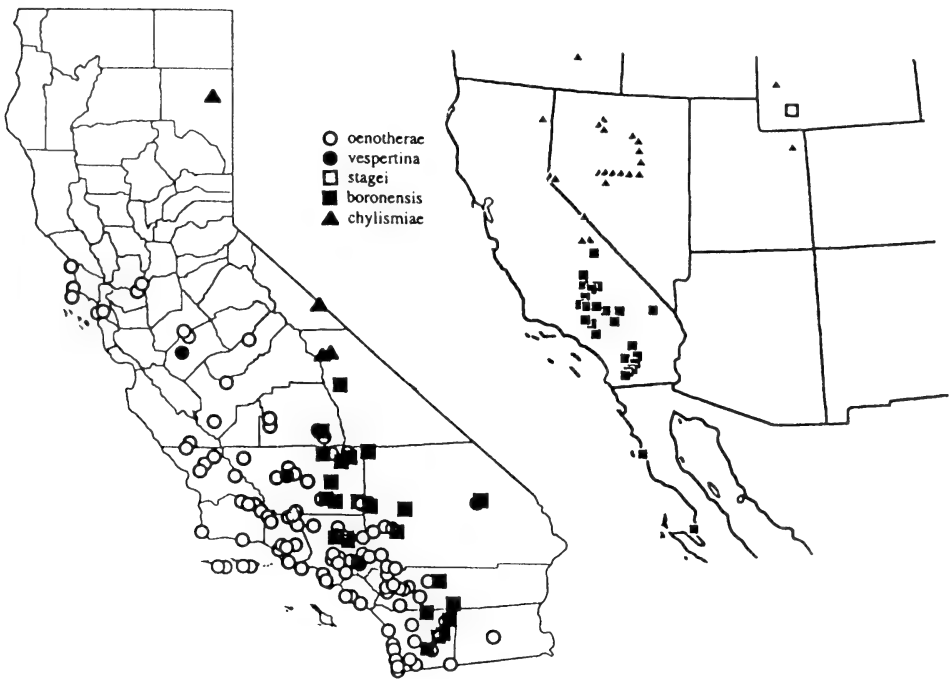 oenotherae
vespertina
stagei
boronensis
chylismiae